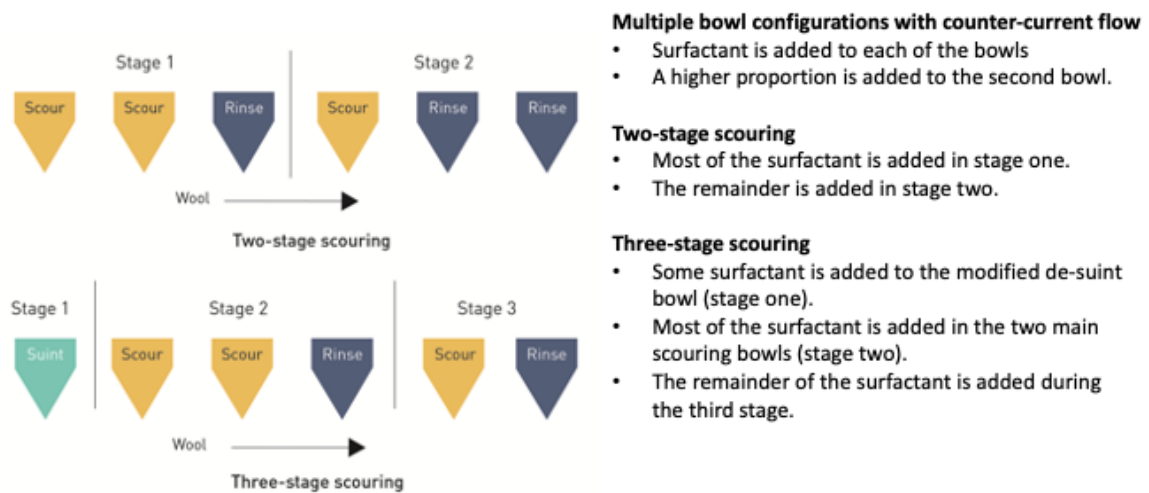 Stage 1
Stage 2
Scour
Scour
Rinse
Scour
Rinse
Rinse
Wool
Two-stage scouring
Stage 1
Stage 2
Stage 3
Suint
Scour
Scour
Rinse
Scour
Rinse
Wool
Three-stage scouring
Multiple bowl configurations with counter-current flow
• Surfactant is added to each of the bowls
• A higher proportion is added to the second bowl.
Two-stage scouring
• Most of the surfactant is added in stage one.
• The remainder is added in stage two.
Three-stage scouring
• Some surfactant is added to the modified de-suint
bowl (stage one).
• Most of the surfactant is added in the two main
scouring bowls (stage two).
• The remainder of the surfactant is added during
the third stage.